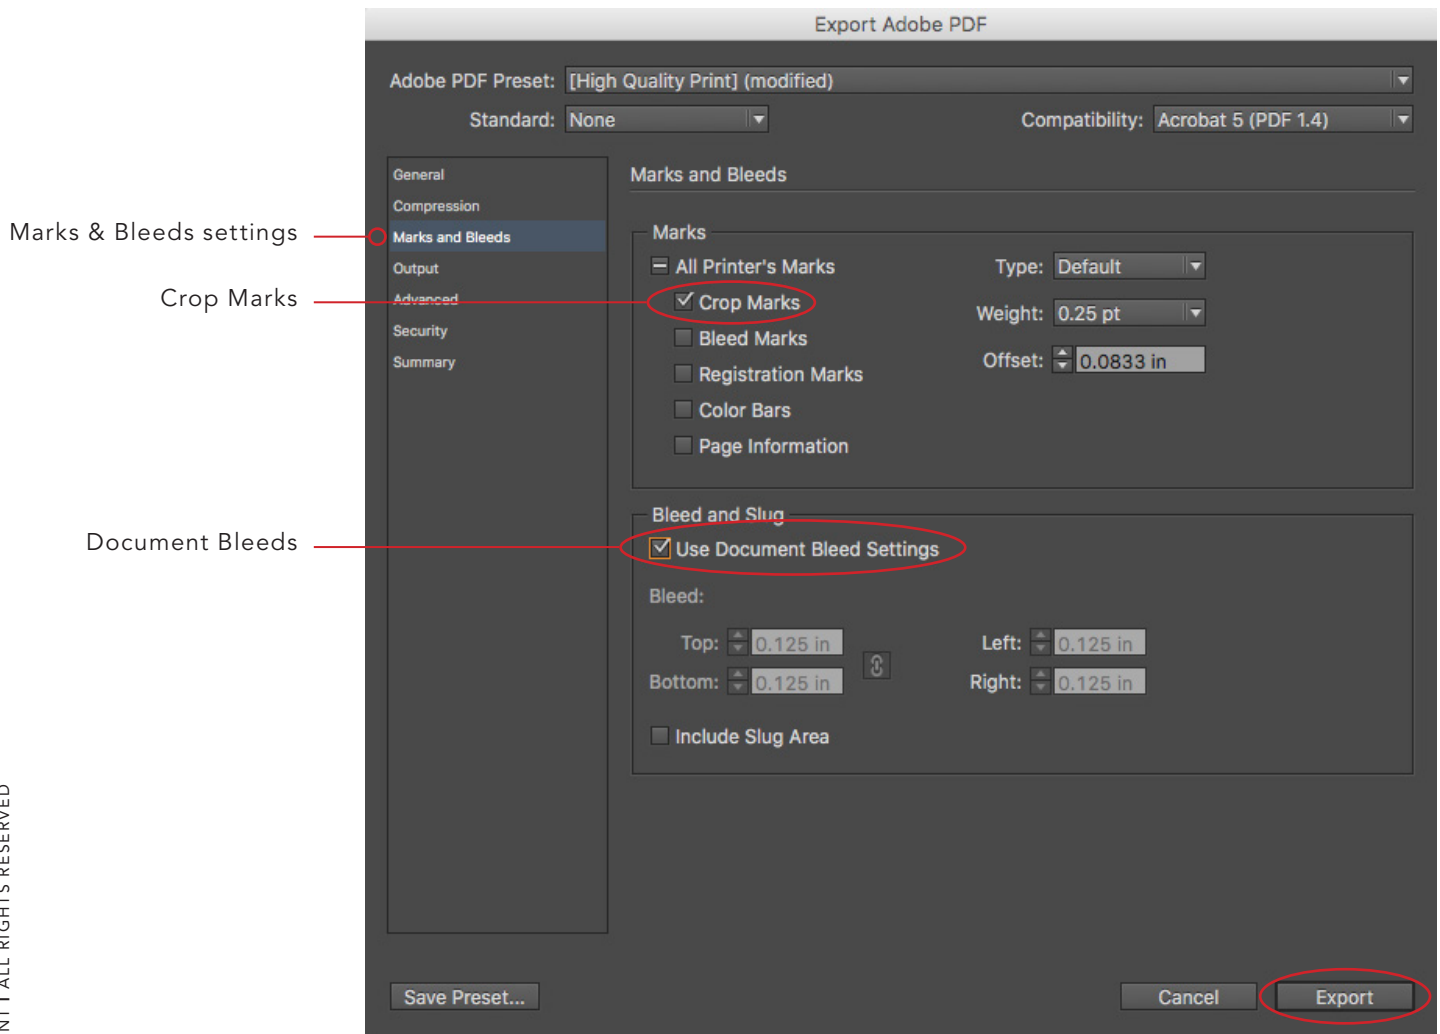 Export Adobe PDF
Adobe PDF Preset: [High Quality Print] (modified)
Standard: None Compatibility: Acrobat 5 (PDF 1.4)
General
Compression
Marks and Bleeds
Output
Advanced
Security
Summary
Marks & Bleeds settings
Crop Marks
Document Bleeds
Marks and Bleeds
Marks
All Printer's Marks
Crop Marks
Bleed Marks
Registration Marks
Color Bars
Page Information
Type: Default
Weight: 0.25 pt
Offset: 0.0833 in
Bleed and Slug
Use Document Bleed Settings
Bleed:
Top: 0.125 in Left: 0.125 in
Bottom: 0.125 in Right: 0.125 in
Include Slug Area
Save Preset... Cancel Export
ALL RIGHTS RESERVED